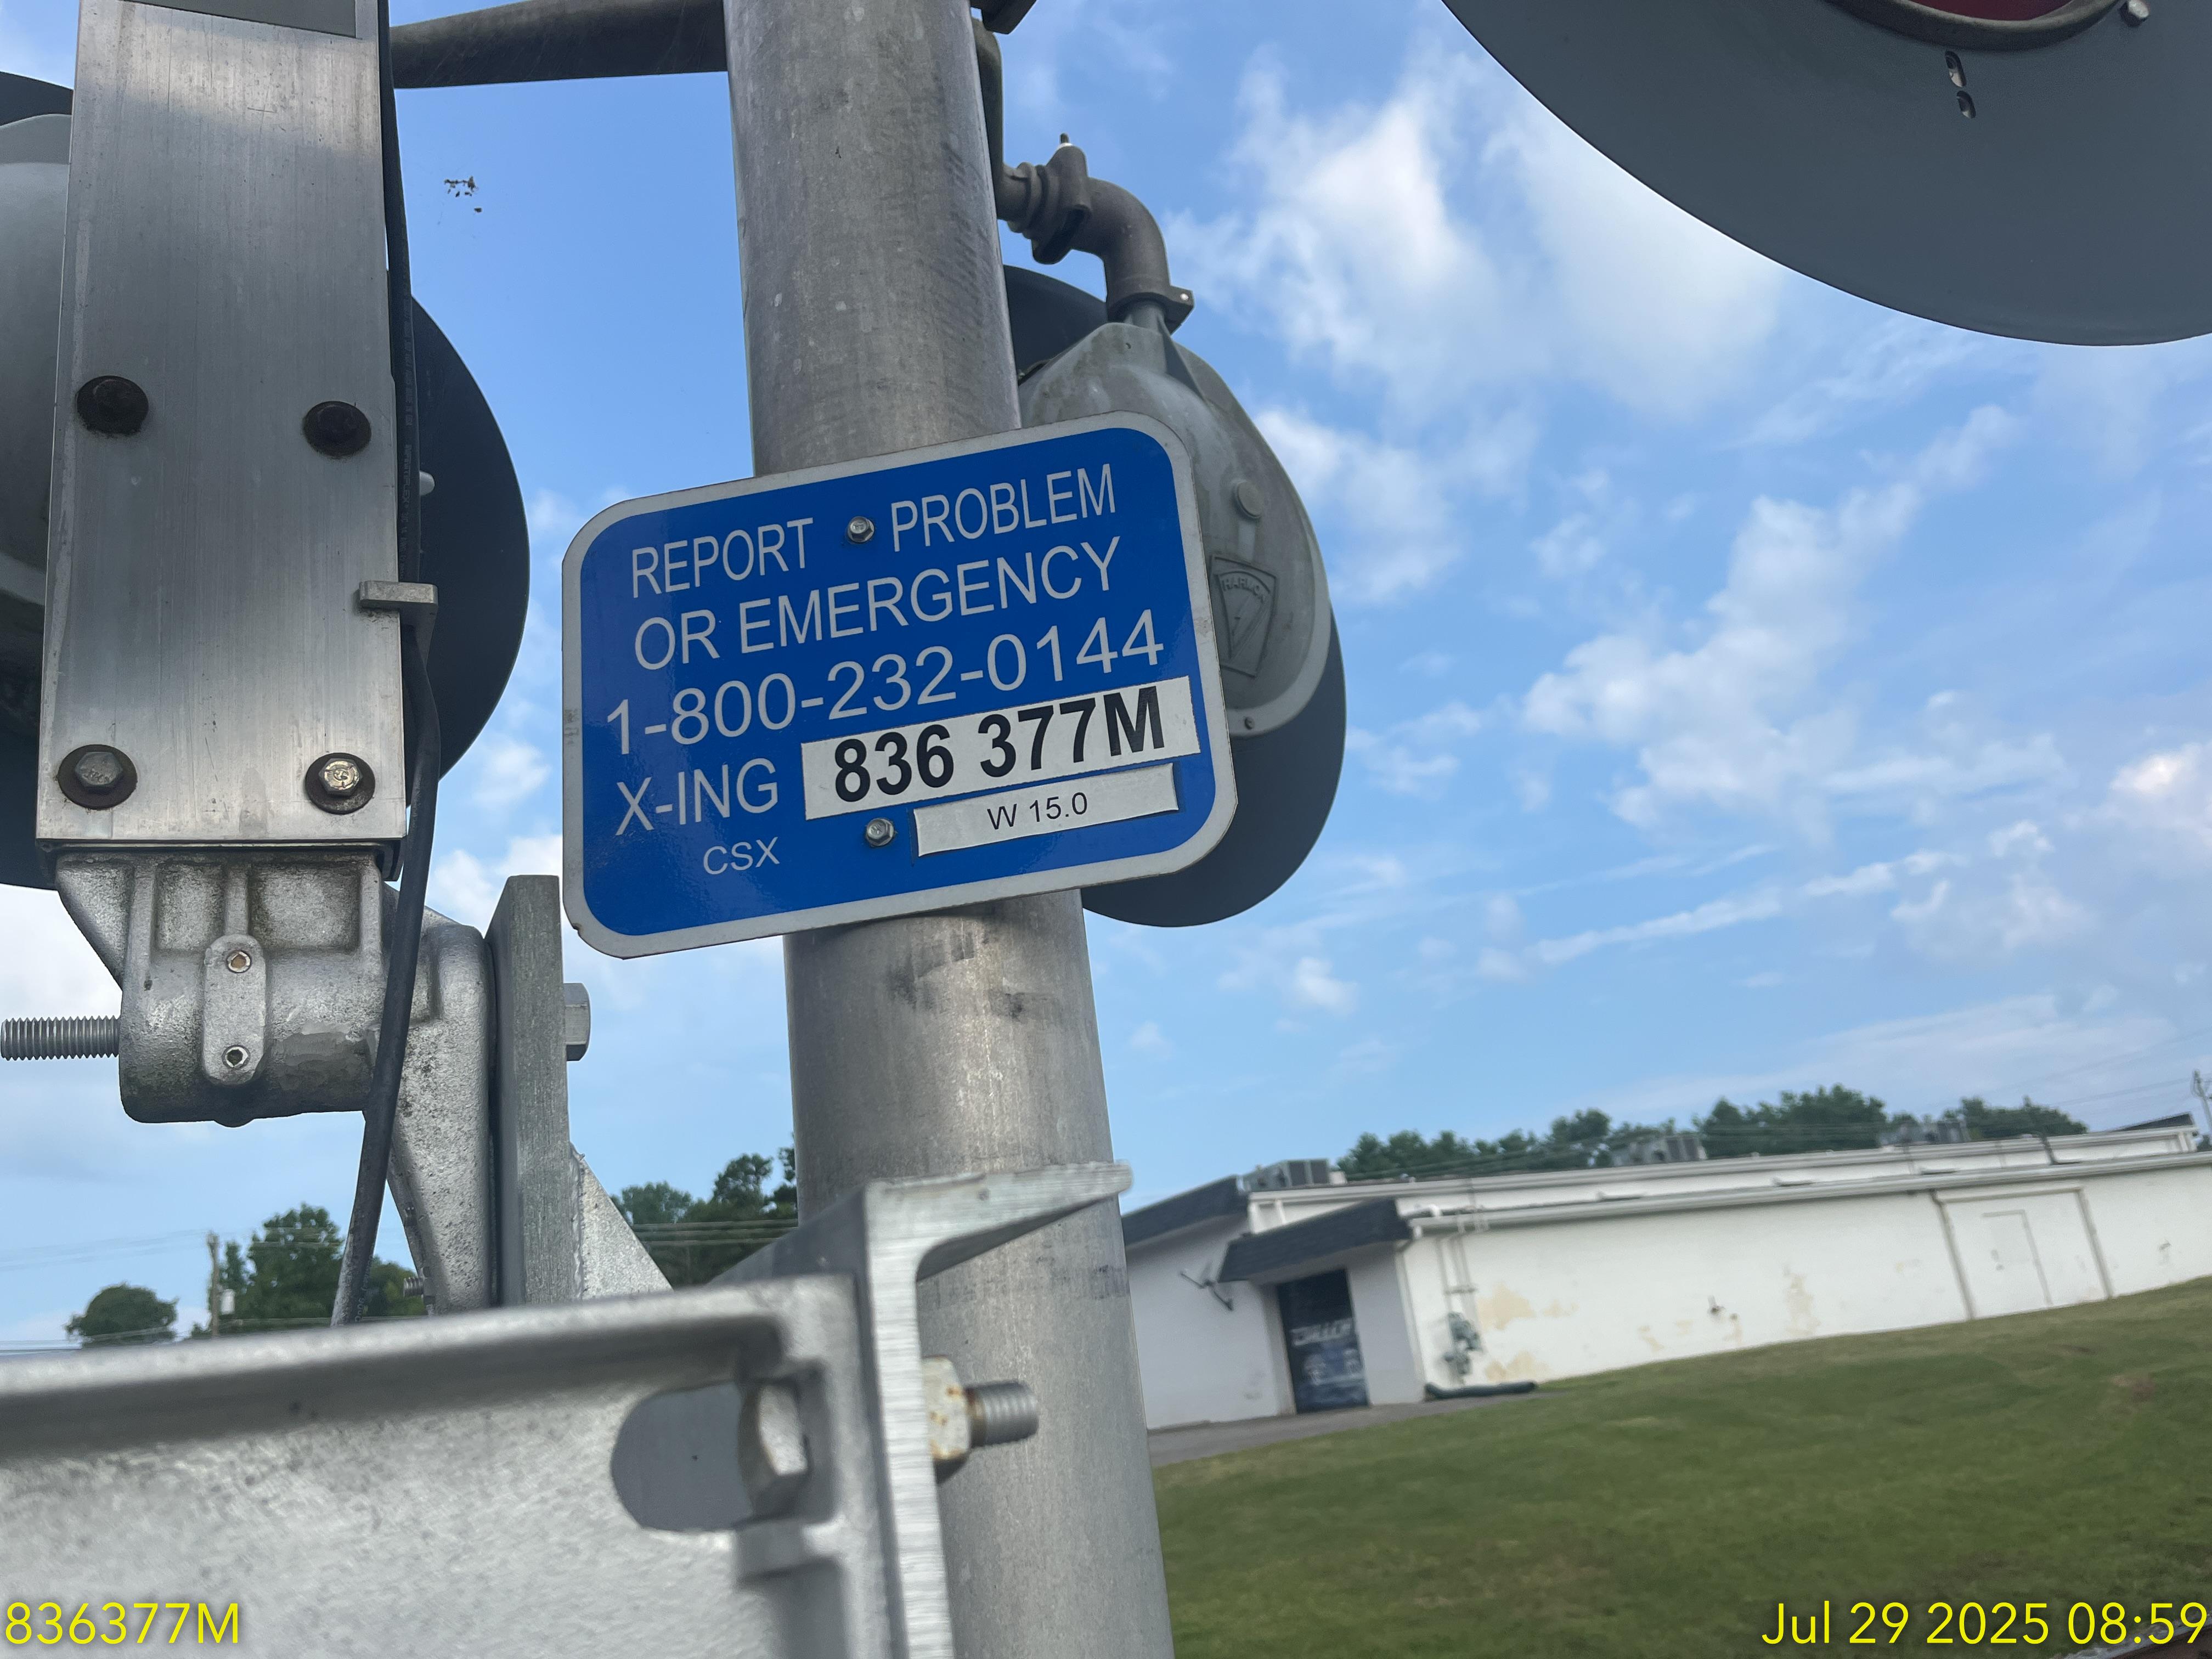 REPORT PROBLEM
OR EMERGENCY
1-800-232-0144
X-ING 836 377M
W 15.0
CSX
836377M
Jul 29 2025 08:59